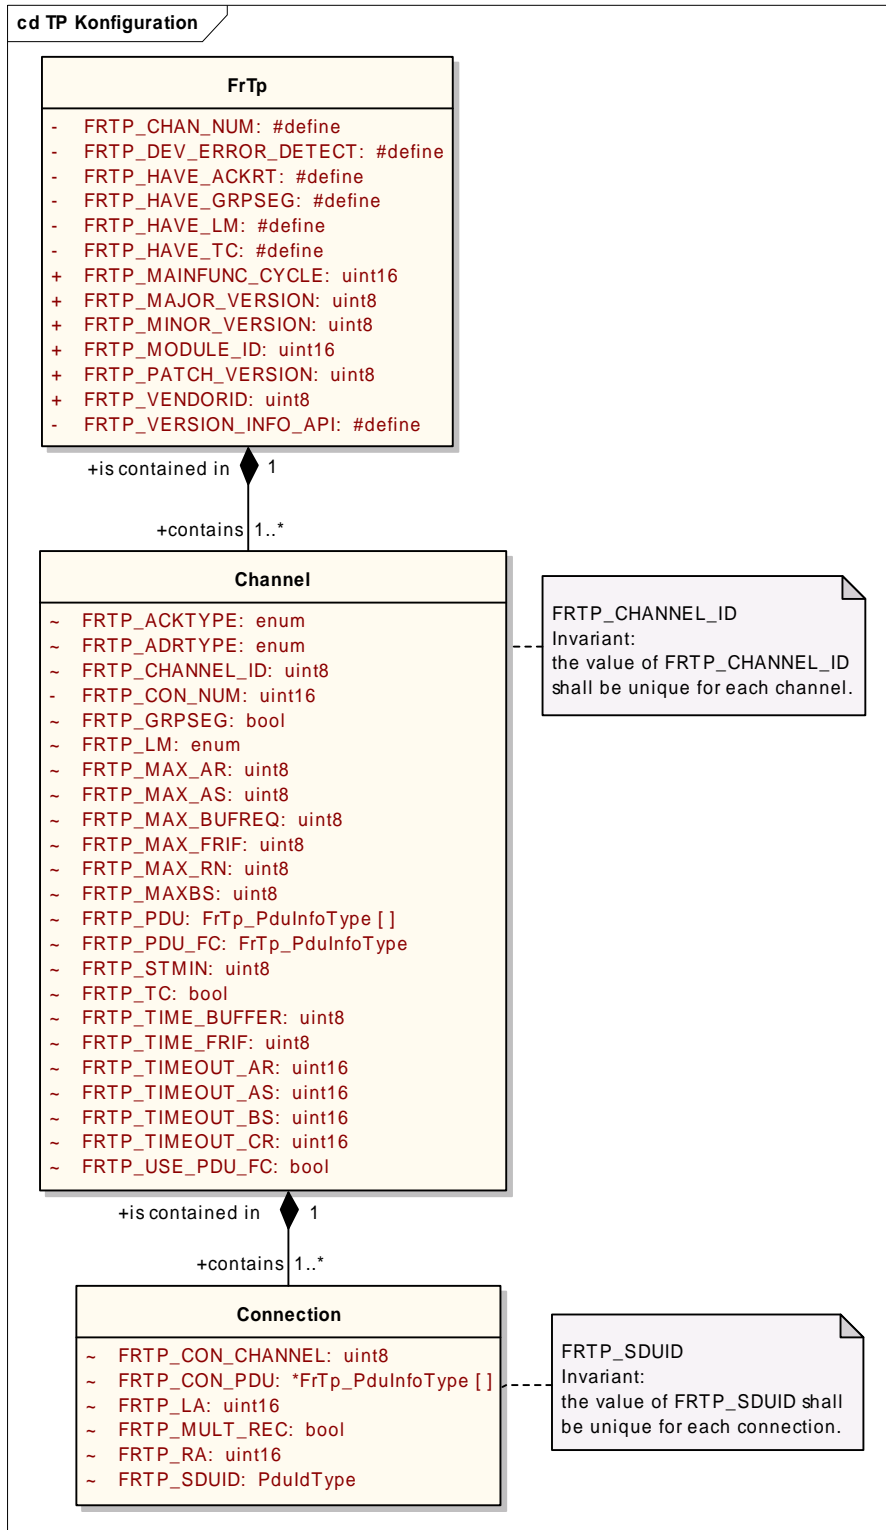 cd TP Konfiguration
FrTp
- FRTP_CHAN_NUM: #define
- FRTP_DEV_ERROR_DETECT: #define
- FRTP_HAVE_ACKRT: #define
- FRTP_HAVE_GRPSEG: #define
- FRTP_HAVE_LM: #define
- FRTP_HAVE_TC: #define
+ FRTP_MAINFUNC_CYCLE: uint16
+ FRTP_MAJOR_VERSION: uint8
+ FRTP_MINOR_VERSION: uint8
+ FRTP_MODULE_ID: uint16
+ FRTP_PATCH_VERSION: uint8
+ FRTP_VENDORID: uint8
- FRTP_VERSION_INFO_API: #define
+is contained in 1
+contains 1..*
Channel
~ FRTP_ACKTYPE: enum
~ FRTP_ADRTYPE: enum
~ FRTP_CHANNEL_ID: uint8
- FRTP_CON_NUM: uint16
~ FRTP_GRPSEG: bool
~ FRTP_LM: enum
~ FRTP_MAX_AR: uint8
~ FRTP_MAX_AS: uint8
~ FRTP_MAX_BUFREQ: uint8
~ FRTP_MAX_FRIF: uint8
~ FRTP_MAX_RN: uint8
~ FRTP_MAXBS: uint8
~ FRTP_PDU: FrTp_PduInfoType [ ]
~ FRTP_PDU_FC: FrTp_PduInfoType
~ FRTP_STMIN: uint8
~ FRTP_TC: bool
~ FRTP_TIME_BUFFER: uint8
~ FRTP_TIME_FRIF: uint8
~ FRTP_TIMEOUT_AR: uint16
~ FRTP_TIMEOUT_AS: uint16
~ FRTP_TIMEOUT_BS: uint16
~ FRTP_TIMEOUT_CR: uint16
~ FRTP_USE_PDU_FC: bool
FRTP_CHANNEL_ID
Invariant:
the value of FRTP_CHANNEL_ID
shall be unique for each channel.
+is contained in 1
+contains 1..*
Connection
~ FRTP_CON_CHANNEL: uint8
~ FRTP_CON_PDU: *FrTp_PduInfoType [ ]
~ FRTP_LA: uint16
~ FRTP_MULT_REC: bool
~ FRTP_RA: uint16
~ FRTP_SDUID: PduIdType
FRTP_SDUID
Invariant:
the value of FRTP_SDUID shall
be unique for each connection.